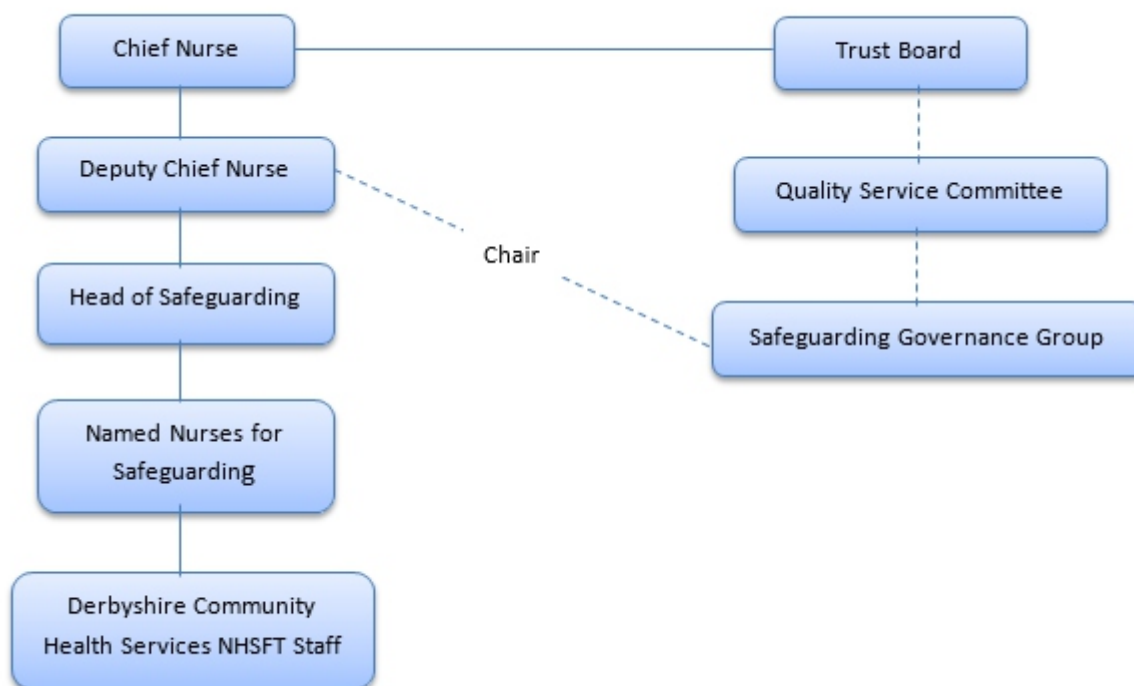 Chief Nurse
Trust Board
Deputy Chief Nurse
Quality Service Committee
Chair
Head of Safeguarding
Safeguarding Governance Group
Named Nurses for
Safeguarding
Derbyshire Community
Health Services NHSFT Staff